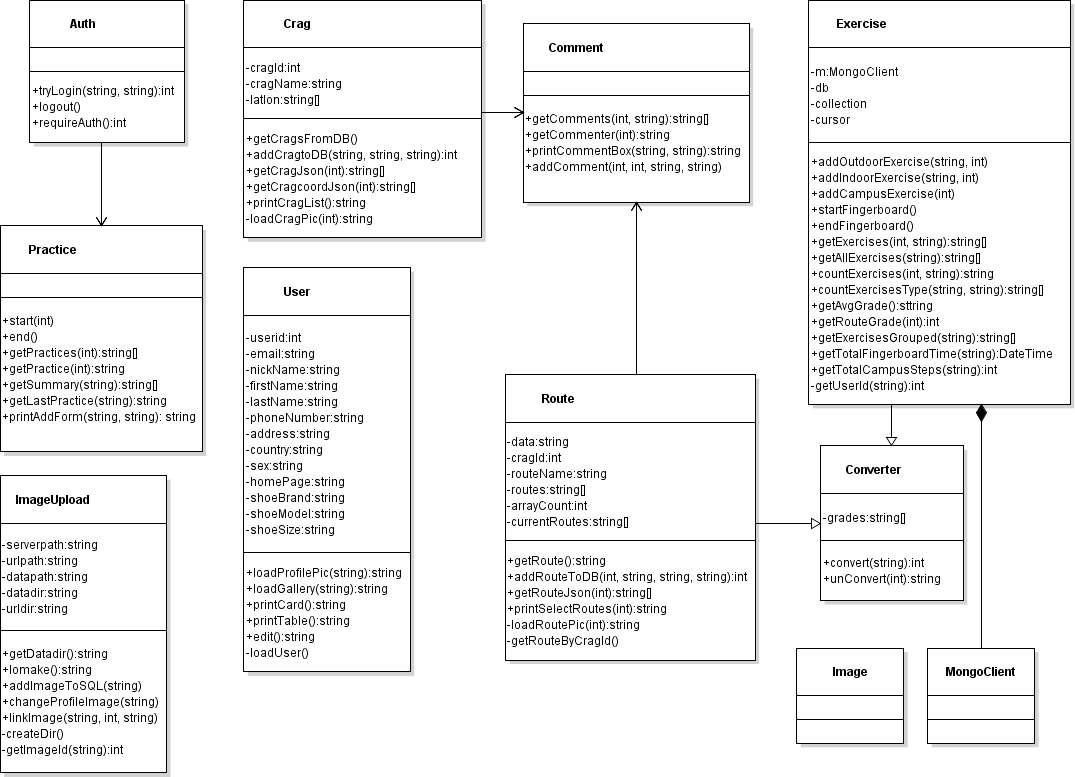 Auth
+tryLogin(string, string):int
+logout()
+requireAuth():int
Practice
+start(int)
+end()
+getPractices(int):string[]
+getPractice(int):string
+getSummary(string):string[]
+getLastPractice(string):string
+printAddForm(string, string): string
ImageUpload
-serverpath:string
-urlpath:string
-datapath:string
-datadir:string
-urldir:string
+getDatadir():string
+lomake():string
+addImageToSQL(string)
+changeProfileImage(string)
+linkImage(string, int, string)
-createDir()
-getImageId(string):int
Crag
-cragId:int
-cragName:string
-latlon:string[]
+getCragsFromDB()
+addCragtoDB(string, string, string):int
+getCragJson(int):string[]
+getCragcoordJson(int):string[]
+printCragList():string
-loadCragPic(int):string
User
-userid:int
-email:string
-nickName:string
-firstName:string
-lastName:string
-phoneNumber:string
-address:string
-country:string
-sex:string
-homePage:string
-shoeBrand:string
-shoeModel:string
-shoeSize:string
+loadProfilePic(string):string
+loadGallery(string):string
+printCard():string
+printTable():string
+edit():string
-loadUser()
Comment
+getComments(int, string):string[]
+getCommenter(int):string
+printCommentBox(string, string):string
+addComment(int, int, string, string)
Route
-data:string
-cragId:int
-routeName:string
-routes:string[]
-arrayCount:int
-currentRoutes:string[]
+getRoute():string
+addRouteToDB(int, string, string, string):int
+getRouteJson(int):string[]
+printSelectRoutes(int):string
-loadRoutePic(int):string
-getRouteByCragId()
Exercise
-m:MongoClient
-db
-collection
-cursor
+addOutdoorExercise(string, int)
+addIndoorExercise(string, int)
+addCampusExercise(int)
+startFingerboard()
+endFingerboard()
+getExercises(int, string):string[]
+getAllExercises(string):string[]
+countExercises(int, string):string
+countExercisesType(string, string):string[]
+getAvgGrade():sttring
+getRouteGrade(int):int
+getExercisesGrouped(string):string[]
+getTotalFingerboardTime(string):DateTime
+getTotalCampusSteps(string):int
-getUserId(string):int
Converter
-grades:string[]
+convert(string):int
+unConvert(int):string
Image
MongoClient